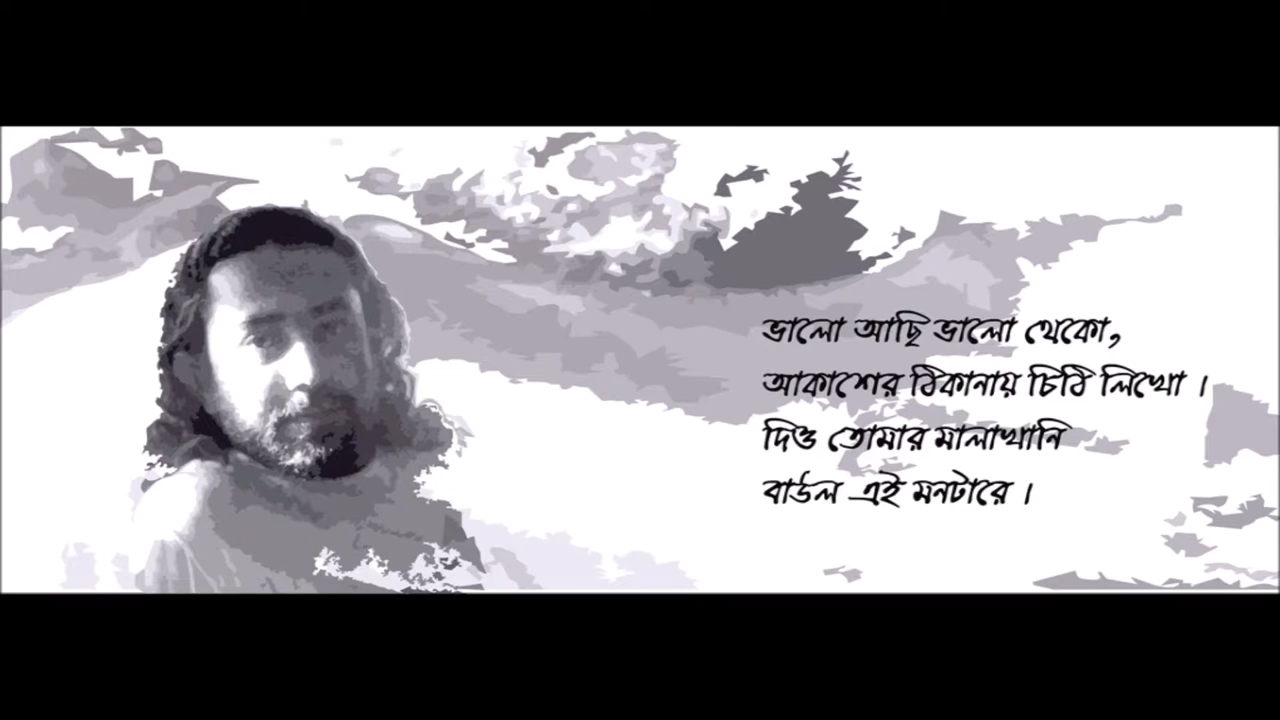 ভালো আছি ভালো থেকো,
আকাশের ঠিকানায় চিঠি লিখো ।
দিও তোমার মালাখানি
বাউল এই মনটারে ।